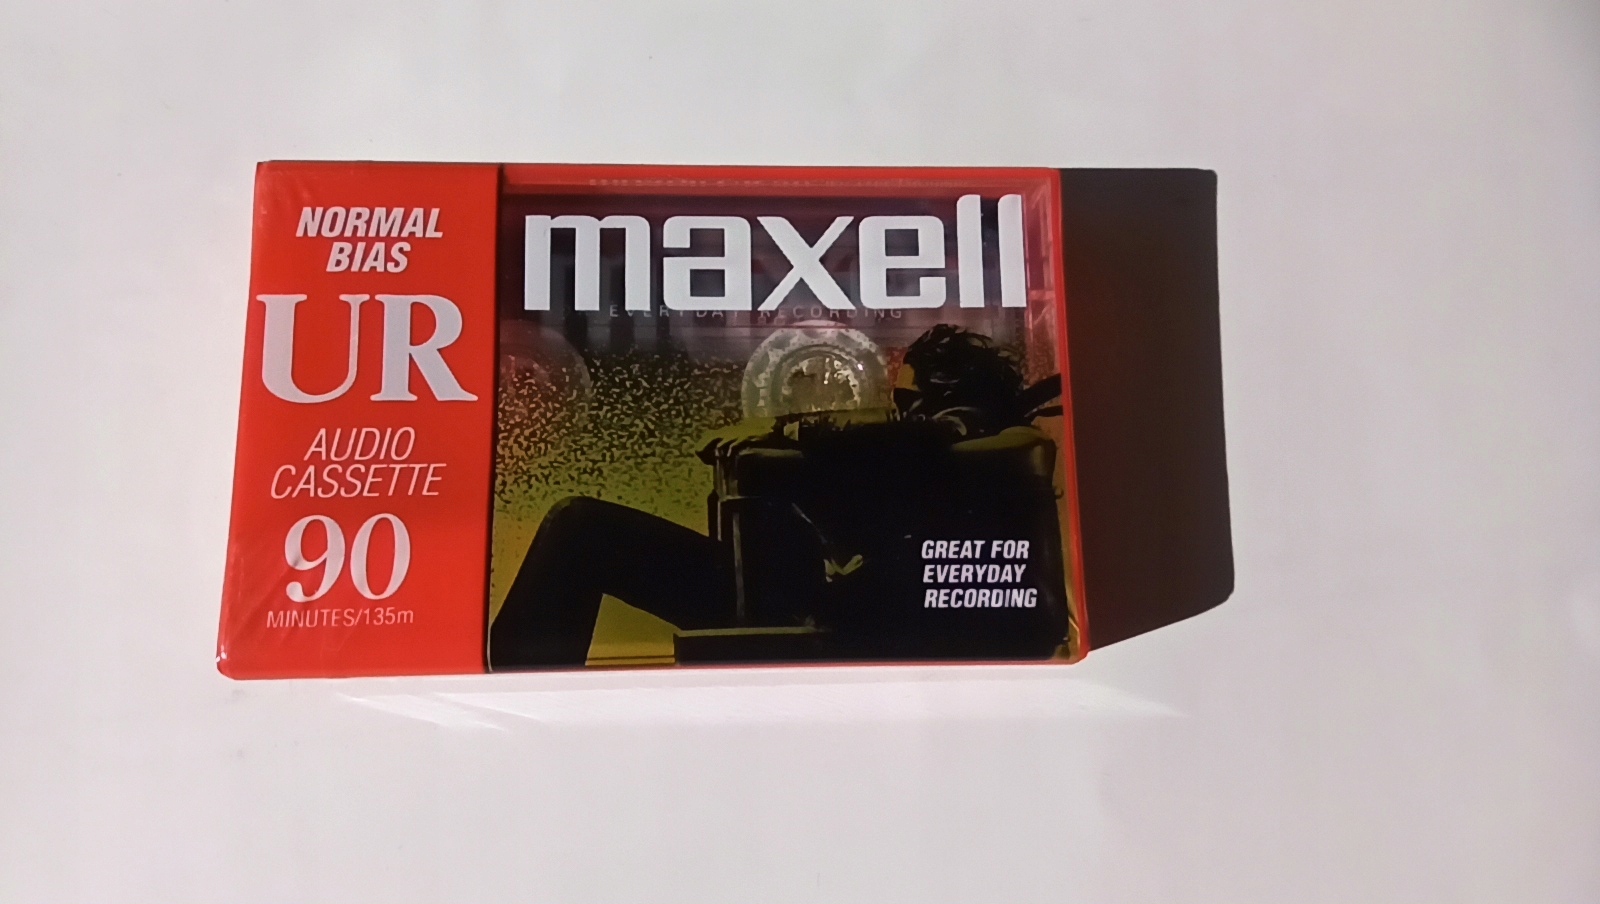 NORMAL
BIAS
UR
AUDIO
CASSETTE
90
MINUTES/135m
maxell
EVERYDAY RECORDING
GREAT FOR
EVERYDAY
RECORDING